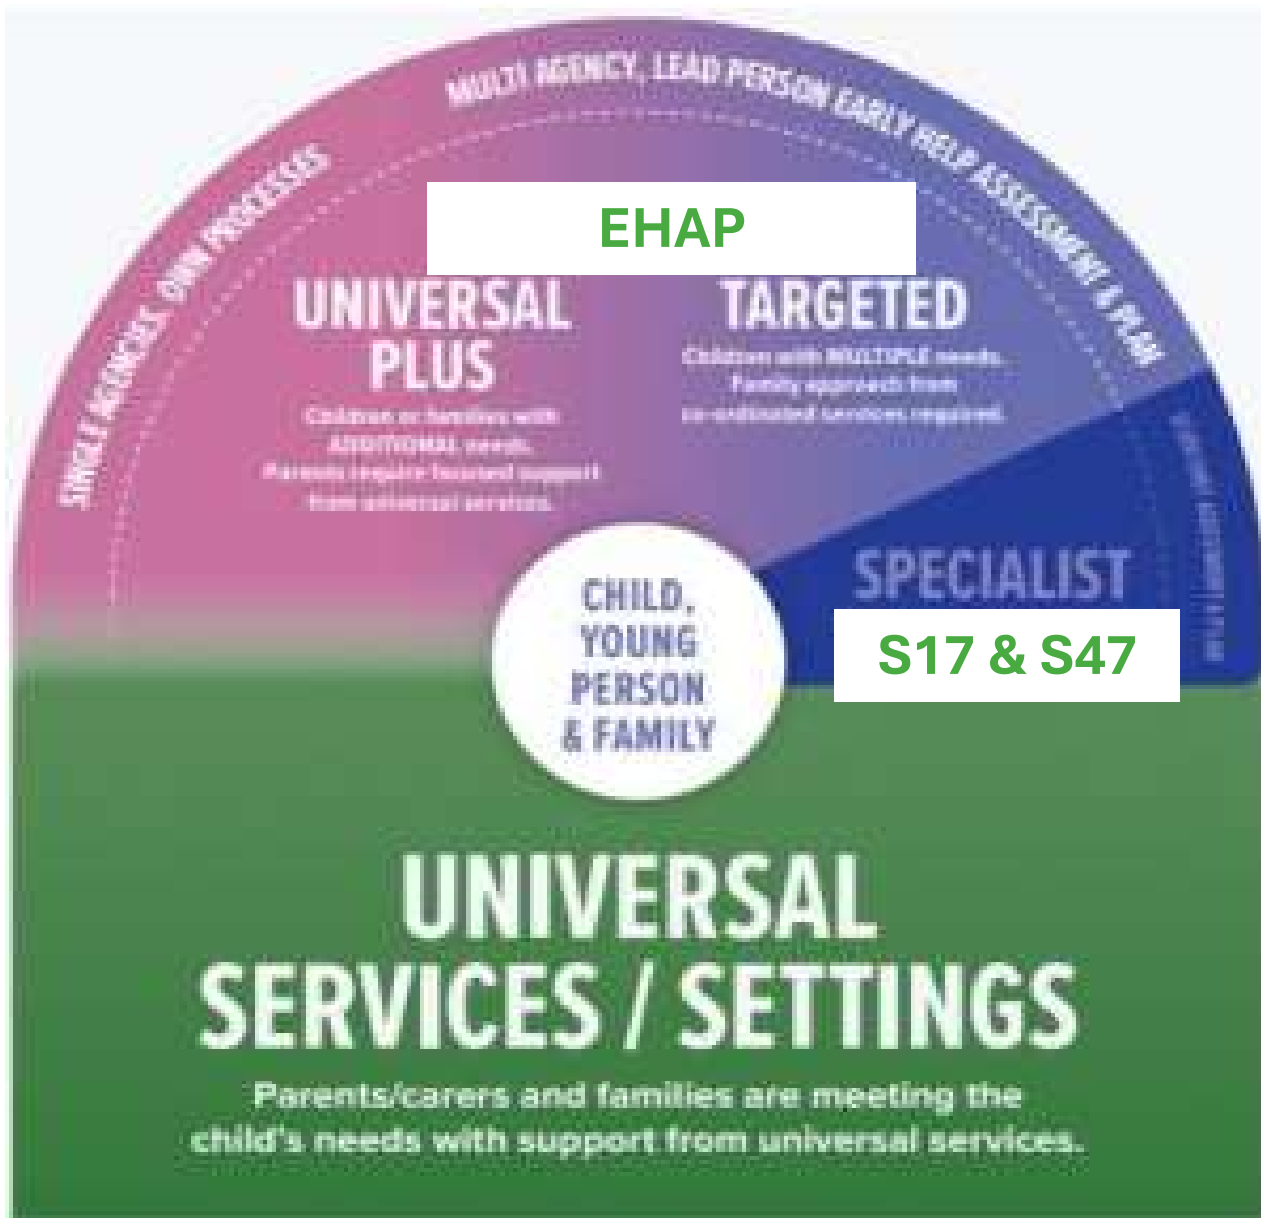 MULTI AGENCY, LEAD PERSON EARLY HELP ASSESSMENT & PLAN
SINGLE AGENCIES, OWN PROCESSES
EHAP
UNIVERSAL
PLUS
Children or families with
ADDITIONAL needs.
Parents require focused support
from universal services.
TARGETED
Children with MULTIPLE needs.
Family approach from
co-ordinated services required.
SPECIALIST
S17 & S47
CHILD,
YOUNG
PERSON
& FAMILY
UNIVERSAL
SERVICES / SETTINGS
Parents/carers and families are meeting the
child's needs with support from universal services.